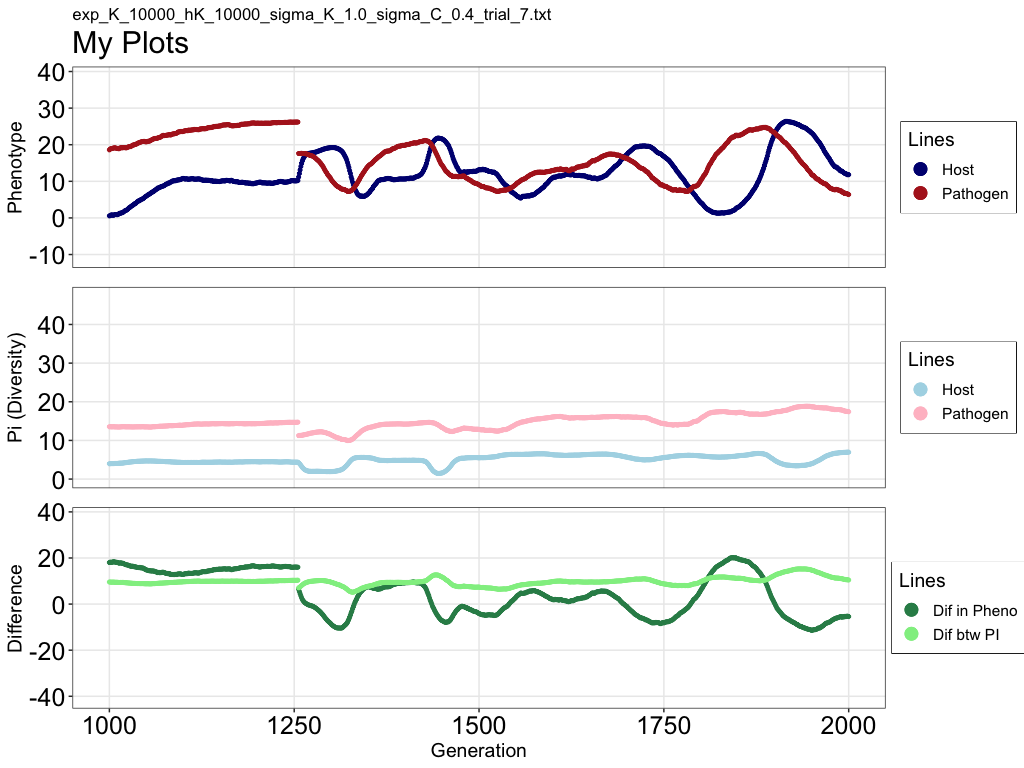 exp_K_10000_hK_10000_sigma_K_1.0_sigma_C_0.4_trial_7.txt
My Plots
Phenotype
40
30
20
10
0
-10
Lines
Host
Pathogen
Pi (Diversity)
40
30
20
10
0
Lines
Host
Pathogen
Difference
40
20
0
-20
-40
Lines
Dif in Pheno
Dif btw PI
1000 1250 1500 1750 2000
Generation